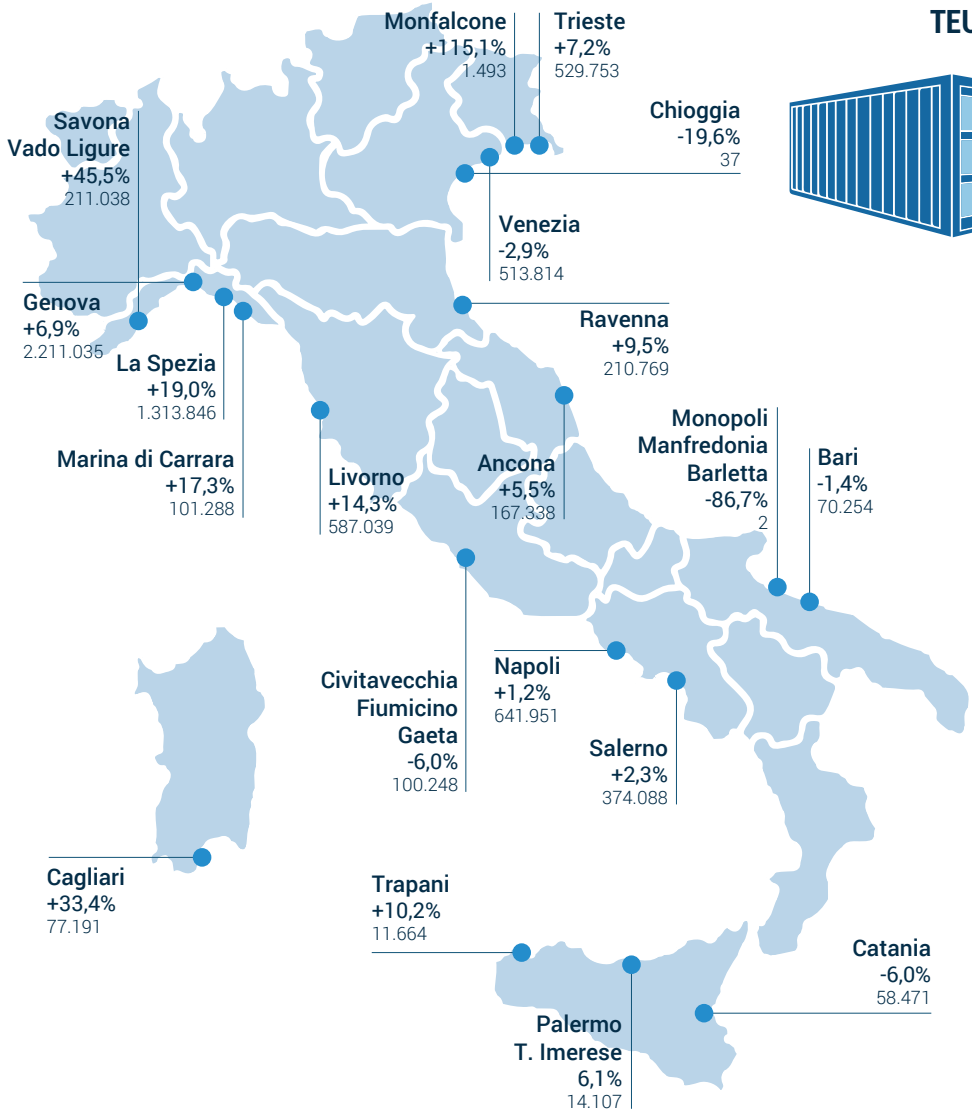 TEU
Monfalcone
+115,1%
1.493
Trieste
+7,2%
529.753
Chioggia
-19,6%
37
Savona
Vado Ligure
+45,5%
211.038
Venezia
-2,9%
513.814
Genova
+6,9%
2.211.035
Ravenna
+9,5%
210.769
La Spezia
+19,0%
1.313.846
Marina di Carrara
+17,3%
101.288
Livorno
+14,3%
587.039
Ancona
+5,5%
167.338
Monopoli
Manfredonia
Barletta
-86,7%
2
Bari
-1,4%
70.254
Civitavecchia
Fiumicino
Gaeta
-6,0%
100.248
Napoli
+1,2%
641.951
Salerno
+2,3%
374.088
Cagliari
+33,4%
77.191
Trapani
+10,2%
11.664
Catania
-6,0%
58.471
Palermo
T. Imerese
6,1%
14.107